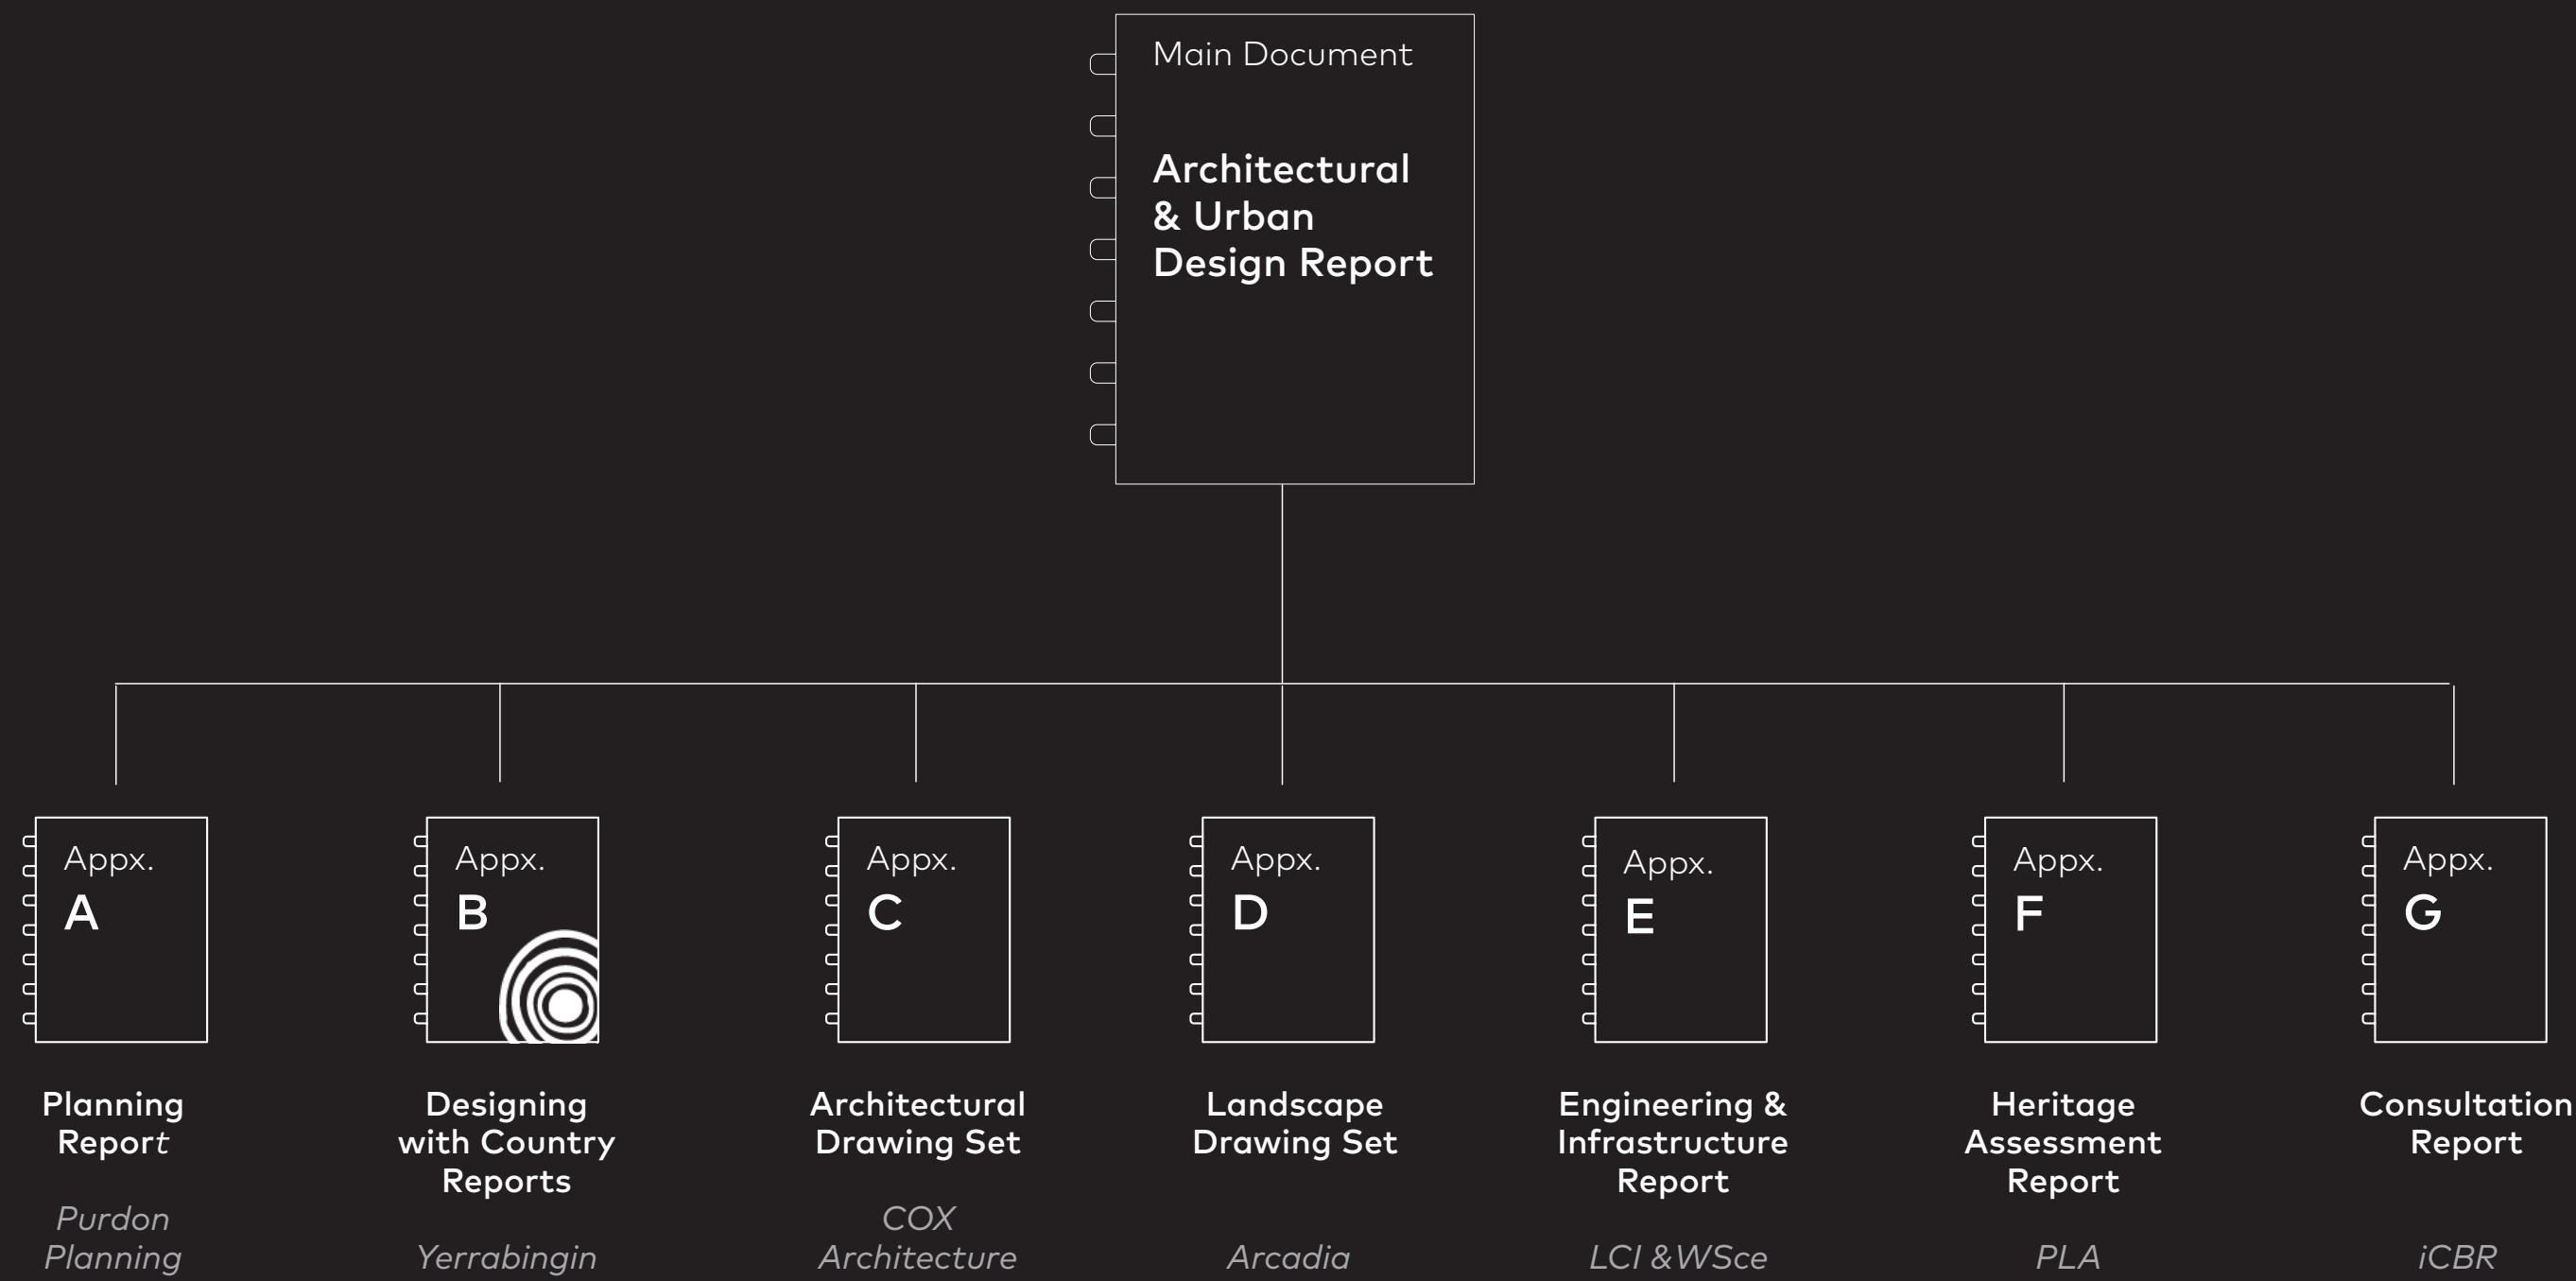 Main Document
Architectural
& Urban
Design Report
Appx.
A
Planning
Report
Purdon
Planning
Appx.
B
Designing
with Country
Reports
Yerrabingin
Appx.
C
Architectural
Drawing Set
COX
Architecture
Appx.
D
Landscape
Drawing Set
Arcadia
Appx.
E
Engineering &
Infrastructure
Report
LCI &WSce
Appx.
F
Heritage
Assessment
Report
PLA
Appx.
G
Consultation
Report
iCBR